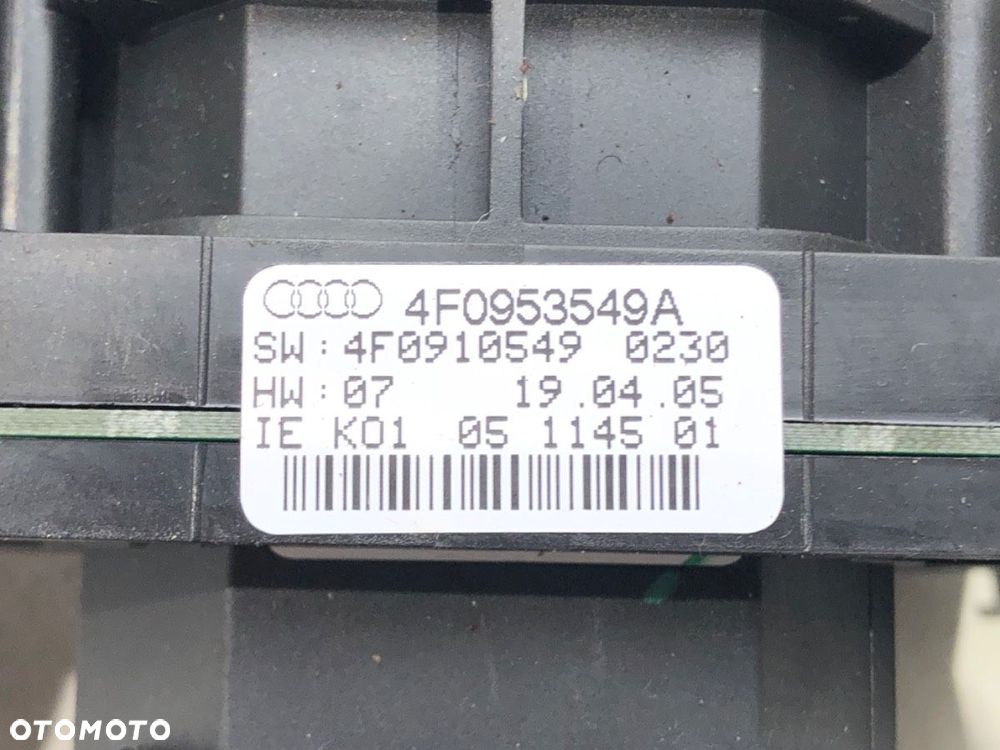 4F0953549A
SW:4F0910549 0230
HW:07 19.04.05
IE K01 05 1145 01
OTOMOTO